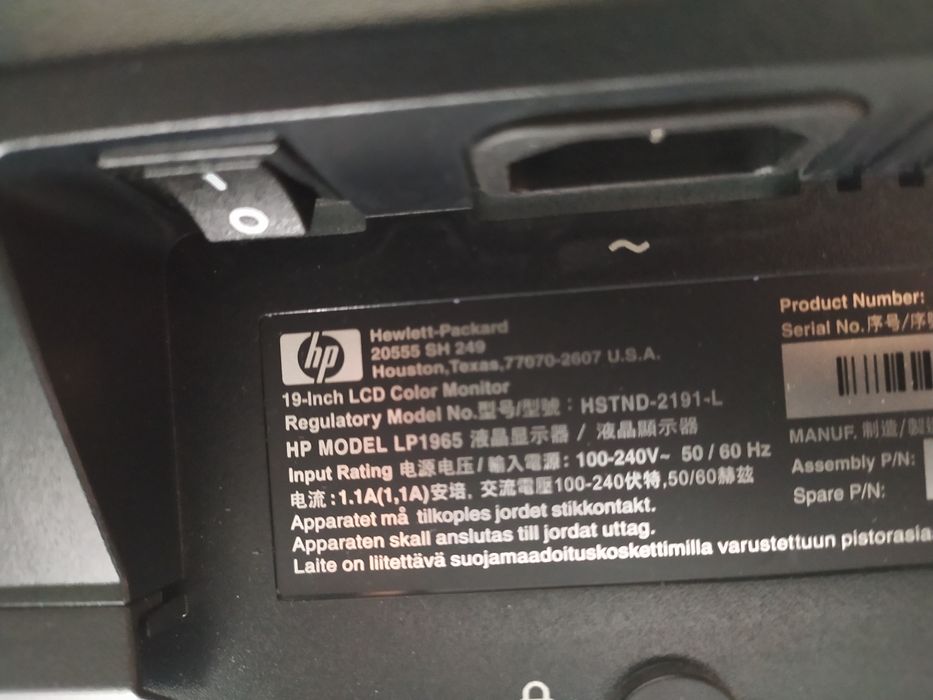 hp
Hewlett-Packard
20555 SH 249
Houston,Texas,77070-2607 U.S.A.
19-Inch LCD Color Monitor
Regulatory Model No.型号/型號 : HSTND-2191-L
HP MODEL LP1965 液晶显示器 / 液晶顯示器
Input Rating 电源电压/輸入電源: 100-240V~ 50 / 60 Hz
电流 :1.1A(1,1A)安培, 交流電壓100-240伏特,50/60赫兹
Apparatet må tilkoples jordet stikkontakt.
Apparaten skall anslutas till jordat uttag.
Laite on liitettävä suojamaadoituskoskettimilla varustettuun
Product Number:
Serial No.序号/序
MANUF. 制造/製
Assembly P/N:
Spare P/N: